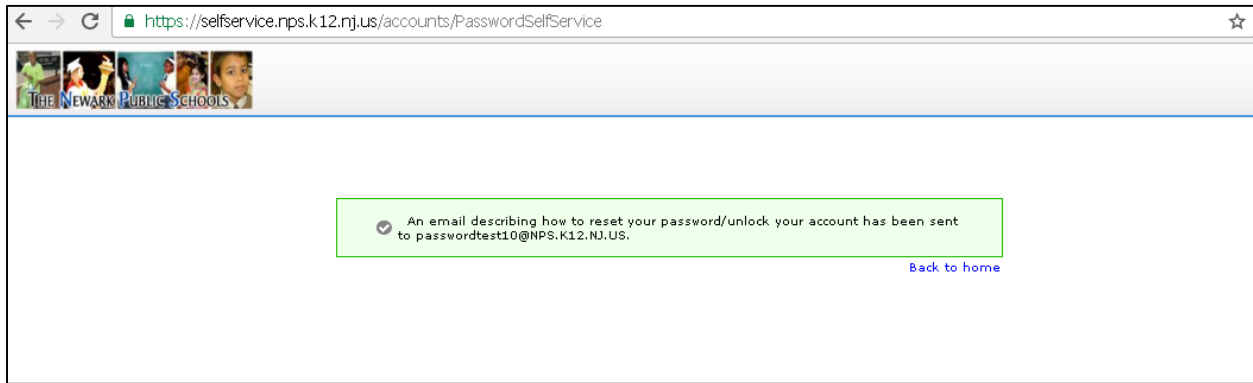 https://selfservice.nps.k12.nj.us/accounts/PasswordSelfService
THE NEWARK PUBLIC SCHOOLS
An email describing how to reset your password/unlock your account has been sent
to passwordtest10@NPS.K12.NJ.US.
Back to home